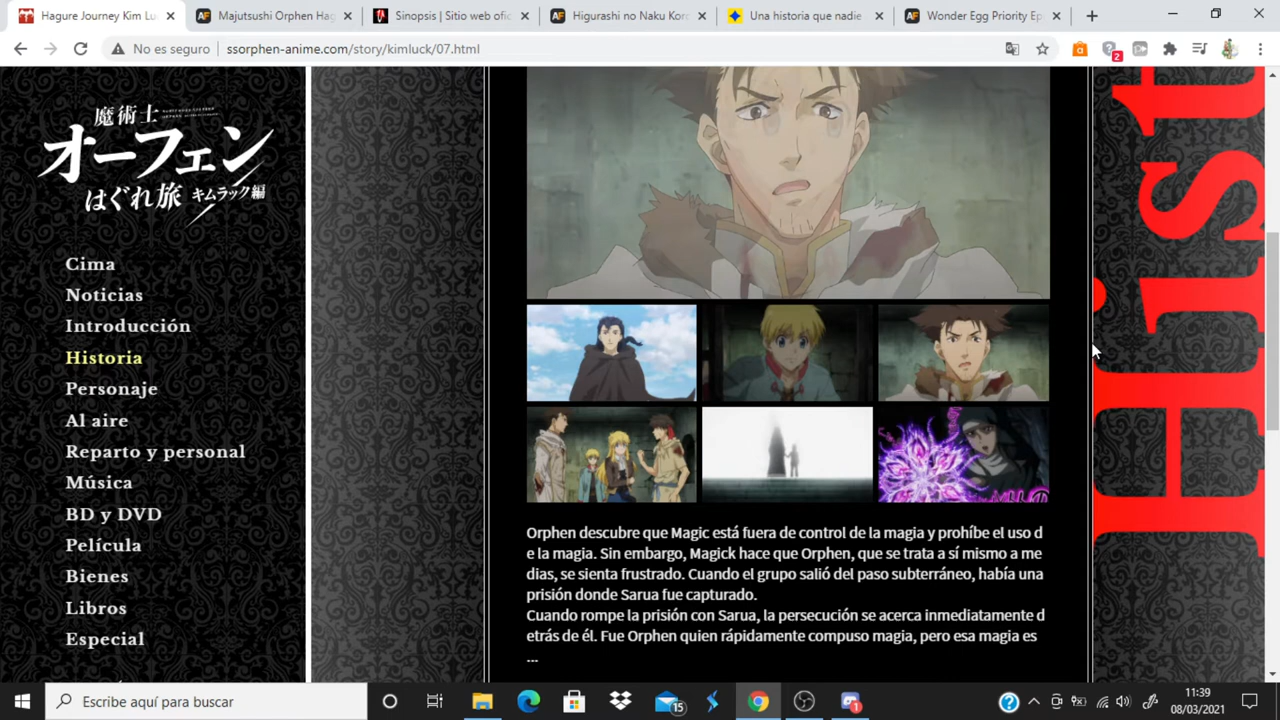 Hagure Journey Kim Lu
Majutsushi Orphen Hag
Sinopsis | Sitio web ofic
Higurashi no Naku Kor
Una historia que nadie
Wonder Egg Priority Ep
No es seguro
ssorphen-anime.com/story/kimluck/07.html
2
魔術士
オーフェン
はぐれ旅 キムラック編
Cima
Noticias
Introducción
Historia
Personaje
Al aire
Reparto y personal
Música
BD y DVD
Película
Bienes
Libros
Especial
Hist
Orphen descubre que Magic está fuera de control de la magia y prohíbe el uso d
e la magia. Sin embargo, Magick hace que Orphen, que se trata a sí mismo a me
dias, se sienta frustrado. Cuando el grupo salió del paso subterráneo, había una
prisión donde Sarua fue capturado.
Cuando rompe la prisión con Sarua, la persecución se acerca inmediatamente d
etrás de él. Fue Orphen quien rápidamente compuso magia, pero esa magia es
...
Escribe aquí para buscar
15
1
11:39
08/03/2021